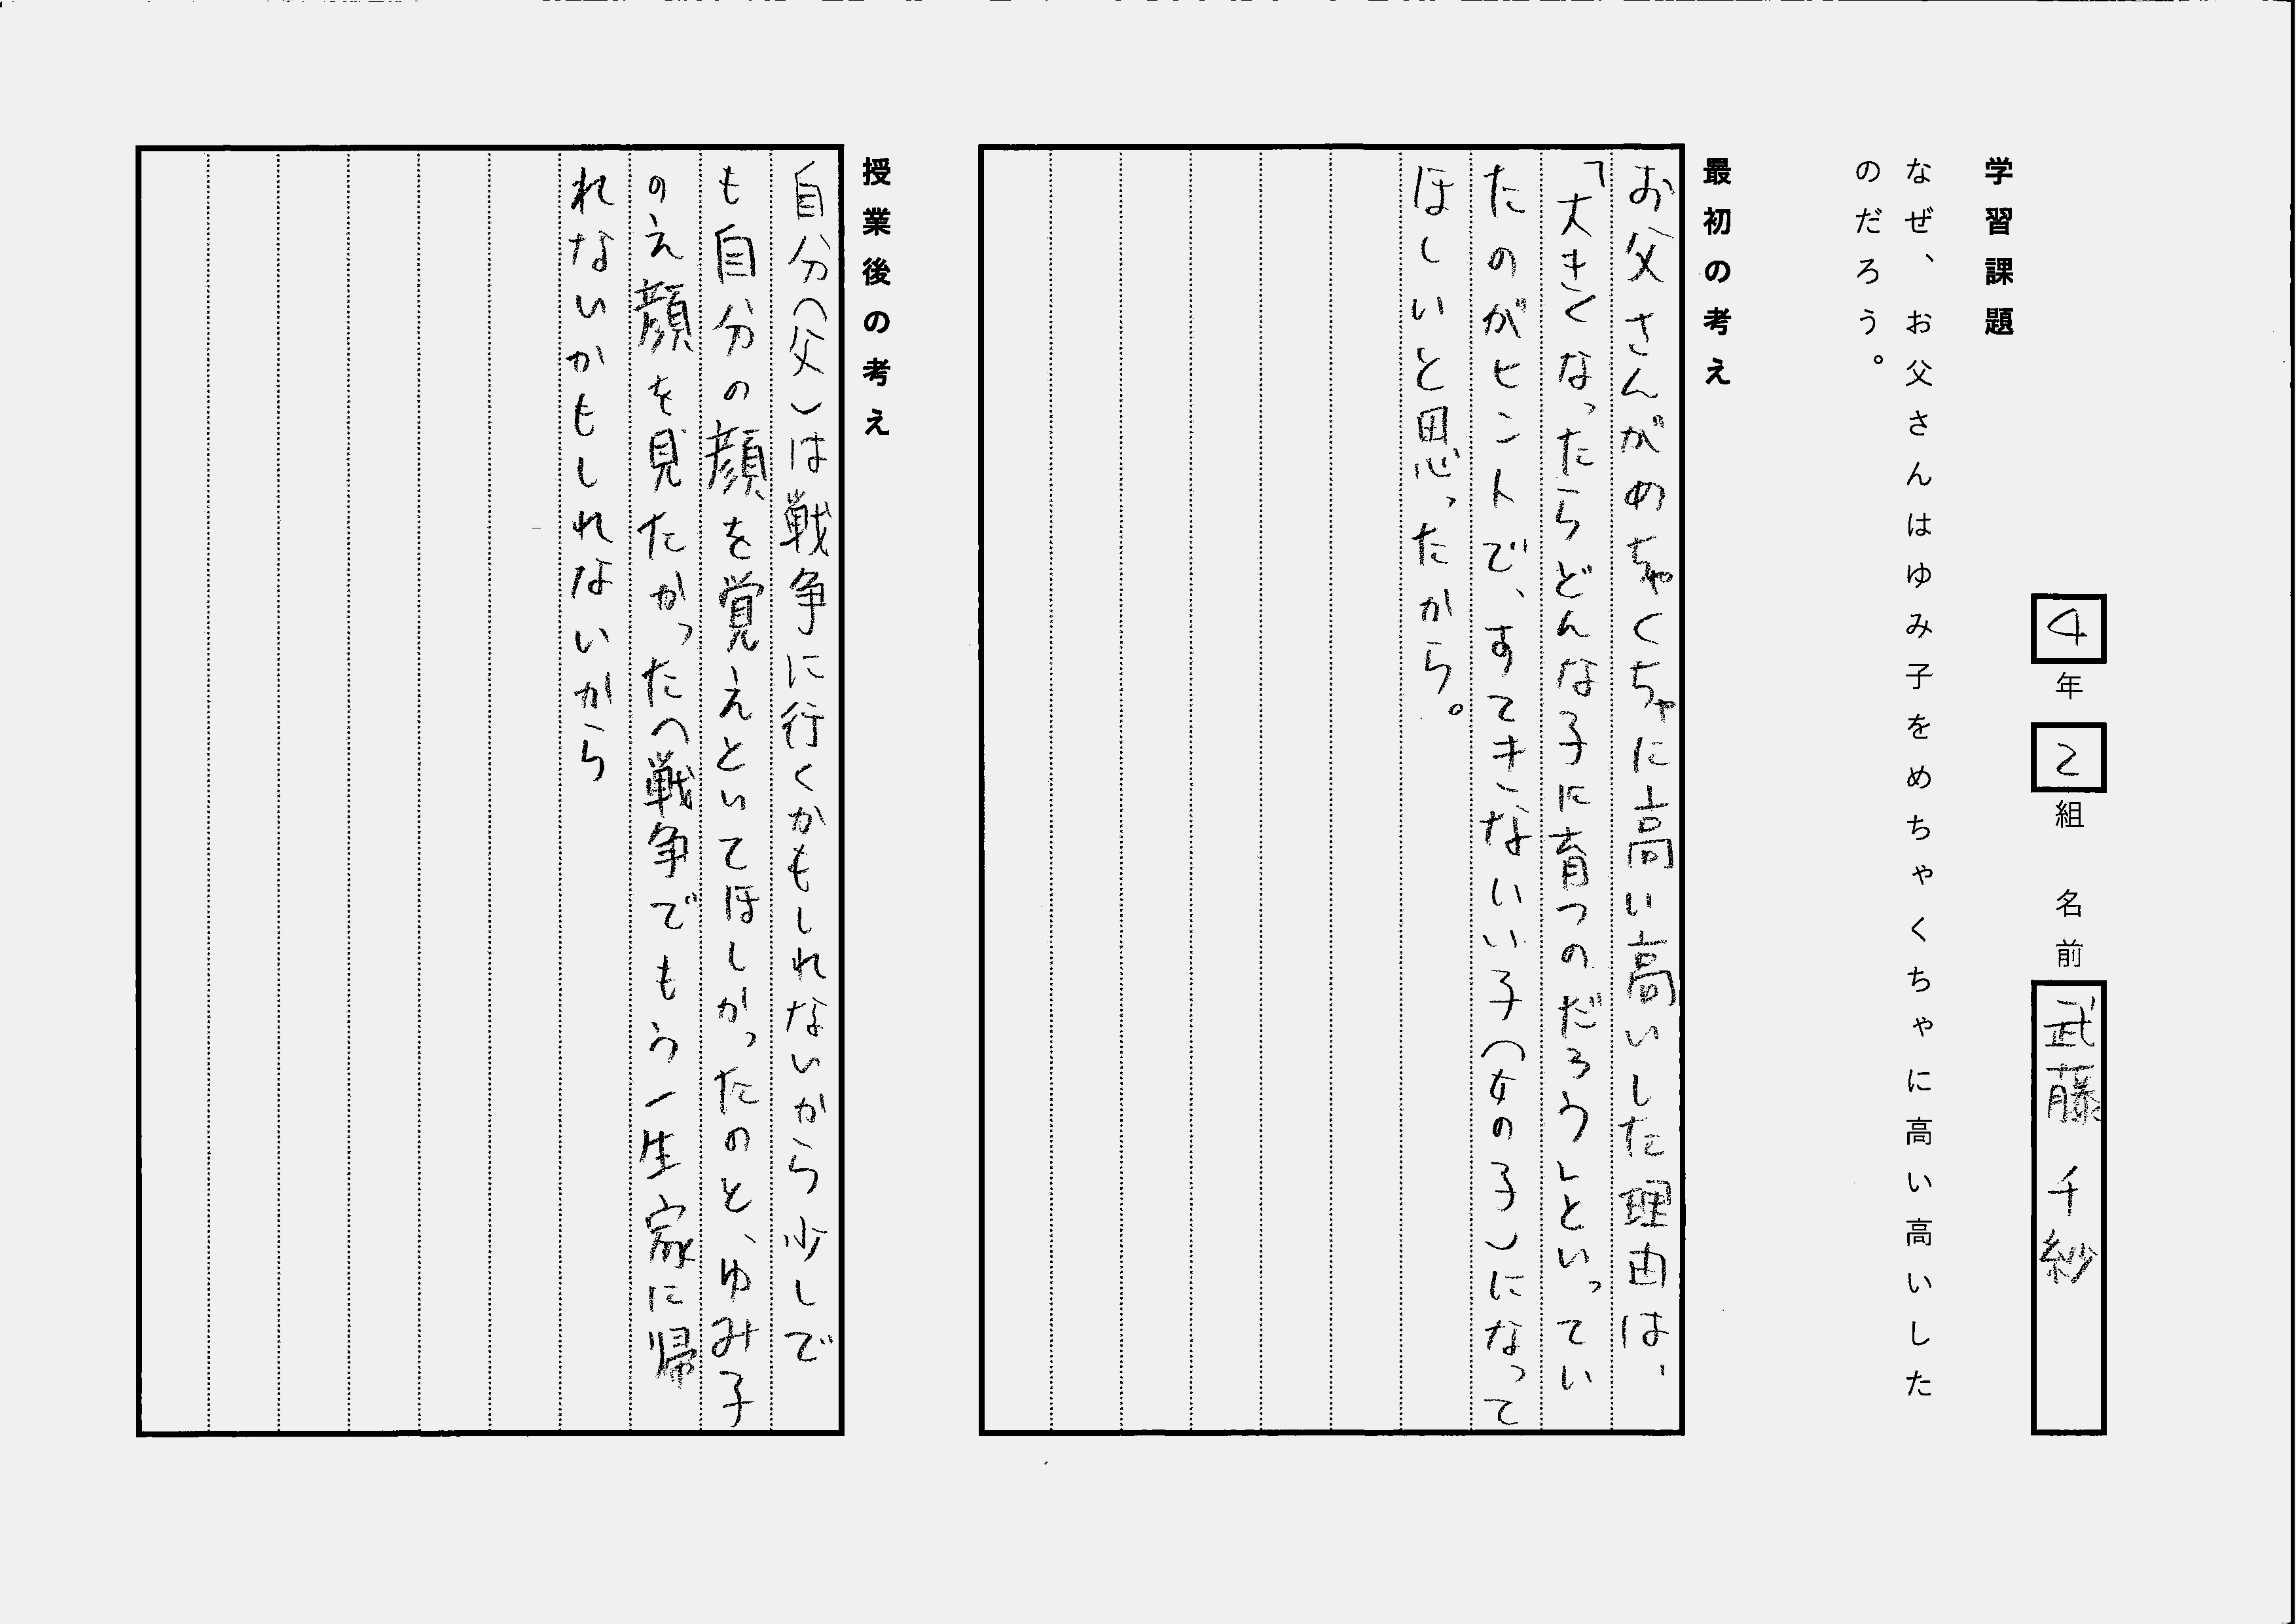 4年 2組 名前 武藤 千紗
学習課題
なぜ、お父さんはゆみ子をめちゃくちゃに高い高いした
のだろう。
最初の考え
お父さんがめちゃくちゃに高い高いした理由は、
「大きくなったらどんな子に育つのだろう」といってい
たのがヒントで、すてきないい子(女の子)になって
ほしいと思ったから。
授業後の考え
自分(父)は戦争に行くかもしれないから少しで
も自分の顔を覚えといてほしかったのと、ゆみ子
のえ顔を見たかった(戦争でもう一生家に帰
れないかもしれないから